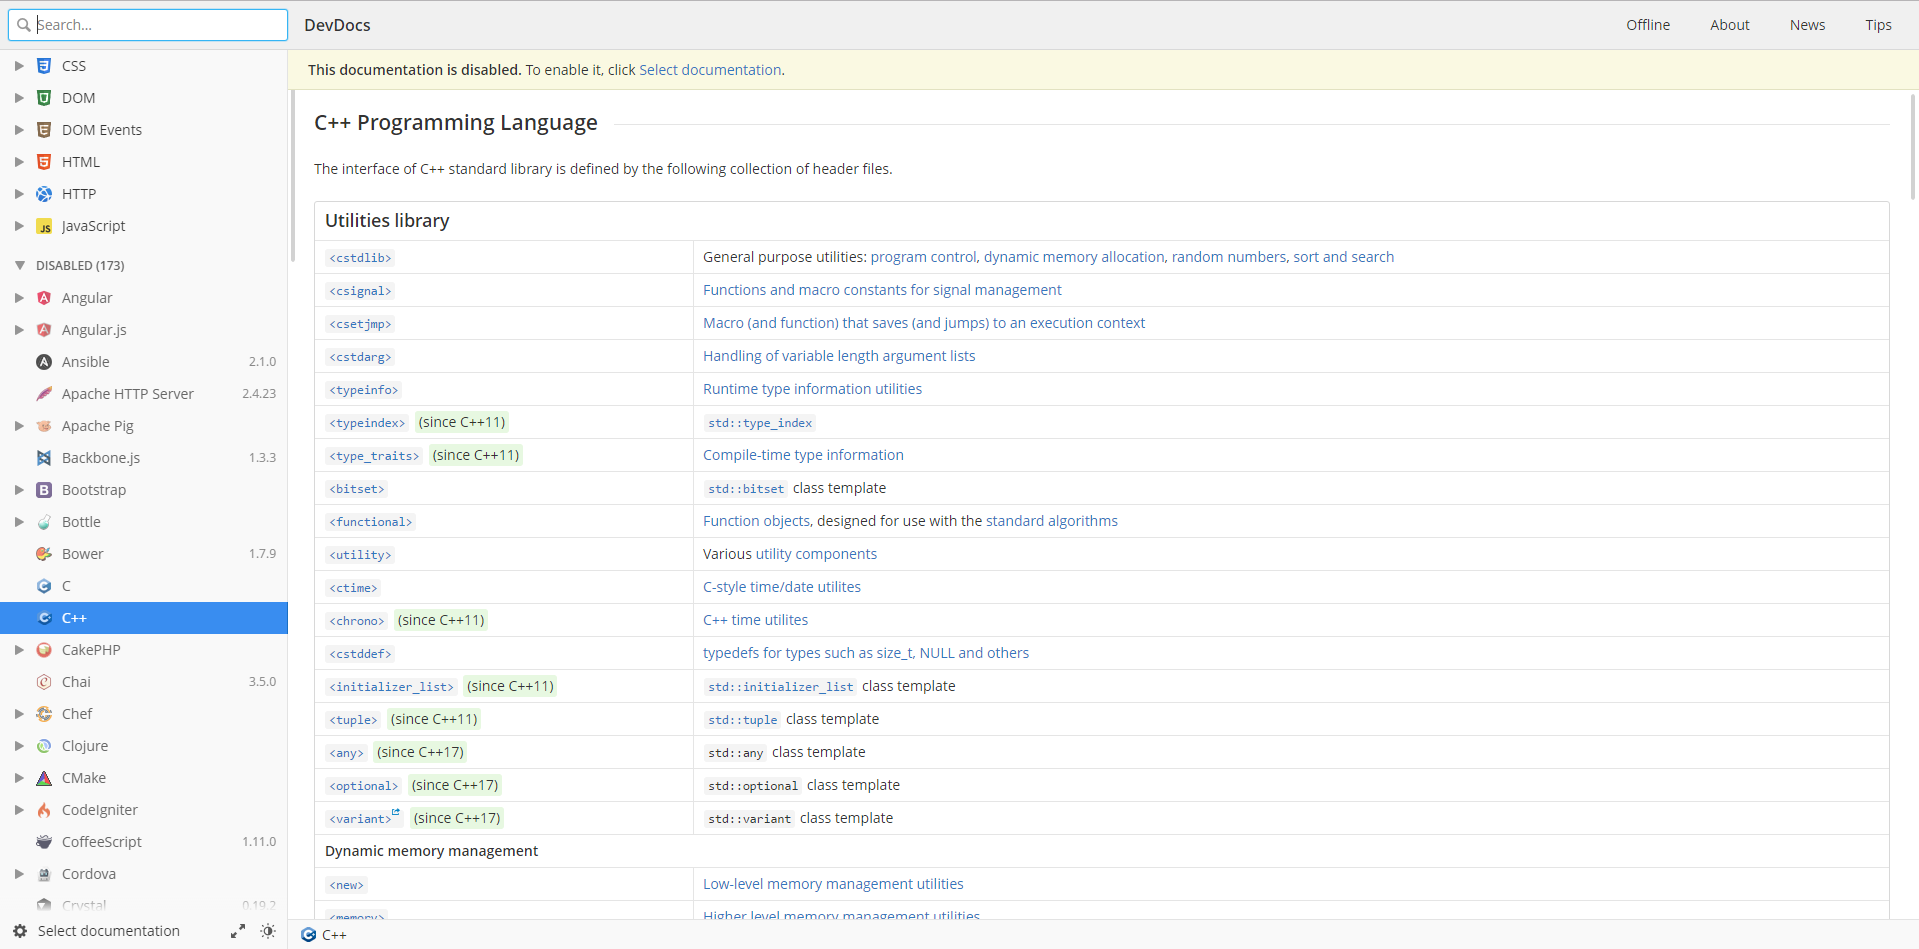 Search...
DevDocs
Offline
About
News
Tips
CSS
DOM
DOM Events
HTML
HTTP
JavaScript
DISABLED (173)
Angular
Angular.js
Ansible 2.1.0
Apache HTTP Server 2.4.23
Apache Pig
Backbone.js 1.3.3
Bootstrap
Bottle
Bower 1.7.9
C
C++
CakePHP
Chai 3.5.0
Chef
Clojure
CMake
CodeIgniter
CoffeeScript 1.11.0
Cordova
Crystal 0.19.2
Select documentation
This documentation is disabled. To enable it, click Select documentation.
C++ Programming Language
The interface of C++ standard library is defined by the following collection of header files.
Utilities library
<cstdlib> General purpose utilities: program control, dynamic memory allocation, random numbers, sort and search
<csignal> Functions and macro constants for signal management
<csetjmp> Macro (and function) that saves (and jumps) to an execution context
<cstdarg> Handling of variable length argument lists
<typeinfo> Runtime type information utilities
<typeindex> (since C++11) std::type_index
<type_traits> (since C++11) Compile-time type information
<bitset> std::bitset class template
<functional> Function objects, designed for use with the standard algorithms
<utility> Various utility components
<ctime> C-style time/date utilites
<chrono> (since C++11) C++ time utilites
<cstddef> typedefs for types such as size_t, NULL and others
<initializer_list> (since C++11) std::initializer_list class template
<tuple> (since C++11) std::tuple class template
<any> (since C++17) std::any class template
<optional> (since C++17) std::optional class template
<variant> (since C++17) std::variant class template
Dynamic memory management
<new> Low-level memory management utilities
<memory> Higher level memory management utilities
C++